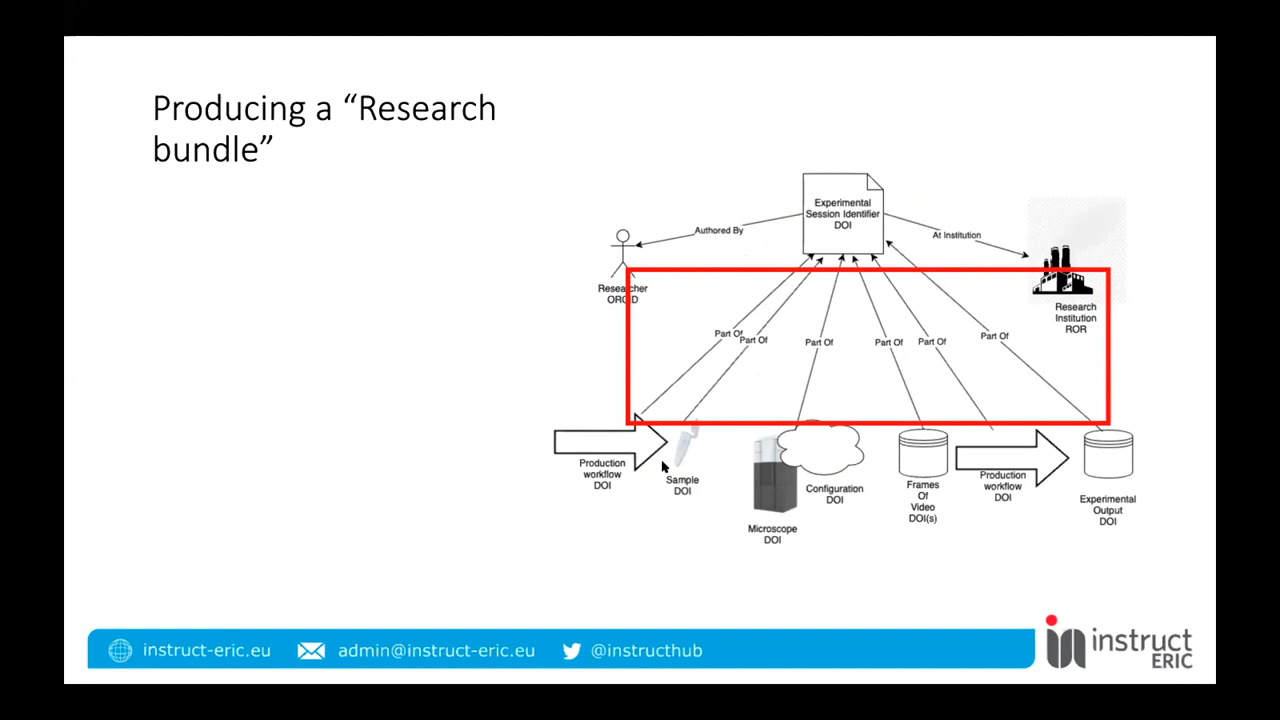 Producing a “Research
bundle”
Experimental
Session Identifier
DOI
Authored By
At Institution
Researcher
ORCID
Research
Institution
ROR
Part Of
Part Of
Part Of
Part Of
Part Of
Part Of
Production
workflow
DOI
Sample
DOI
Microscope
DOI
Configuration
DOI
Frames
Of
Video
DOI(s)
Production
workflow
DOI
Experimental
Output
DOI
instruct-eric.eu
admin@instruct-eric.eu
@instructhub
instruct
ERIC